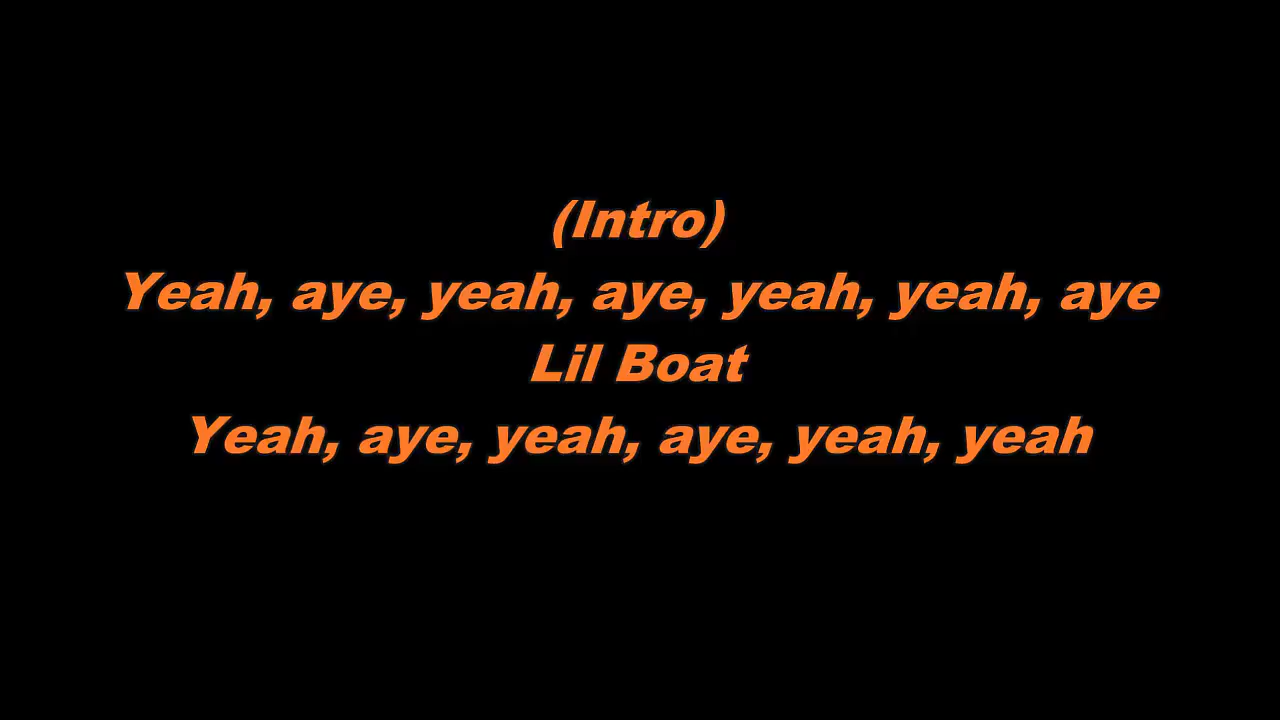 (Intro)
Yeah, aye, yeah, aye, yeah, yeah, aye
Lil Boat
Yeah, aye, yeah, aye, yeah, yeah